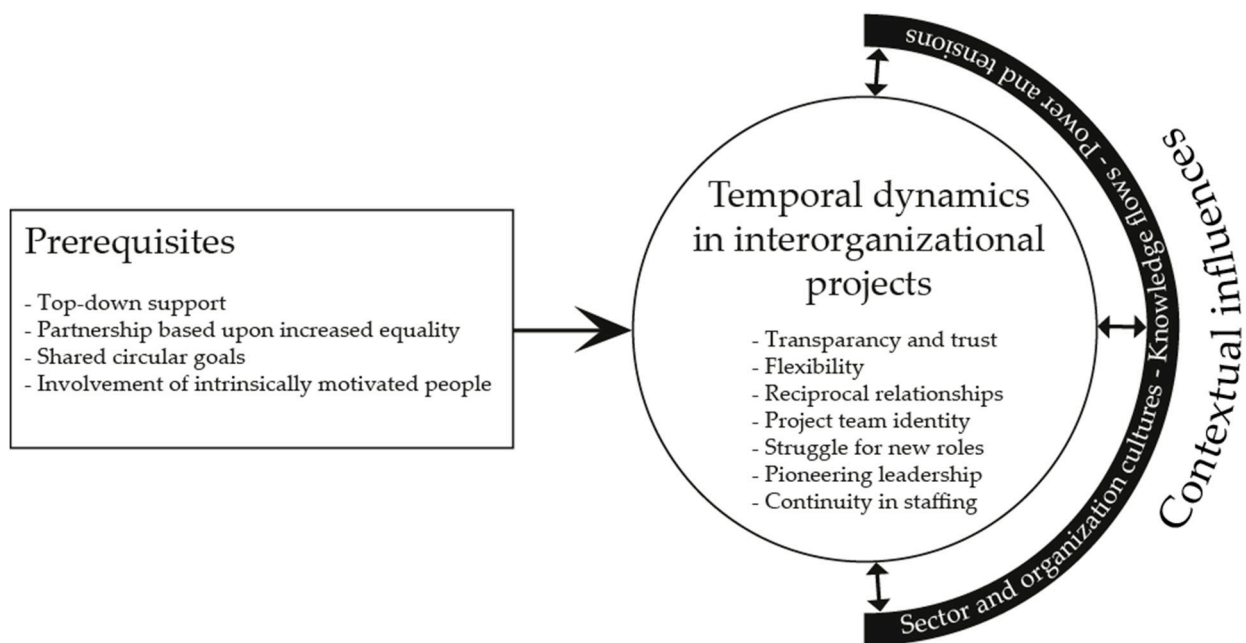 Prerequisites
- Top-down support
- Partnership based upon increased equality
- Shared circular goals
- Involvement of intrinsically motivated people
Temporal dynamics
in interorganizational
projects
- Transparancy and trust
- Flexibility
- Reciprocal relationships
- Project team identity
- Struggle for new roles
- Pioneering leadership
- Continuity in staffing
Sector and organization cultures - Knowledge flows - Power and tensions
Contextual influences